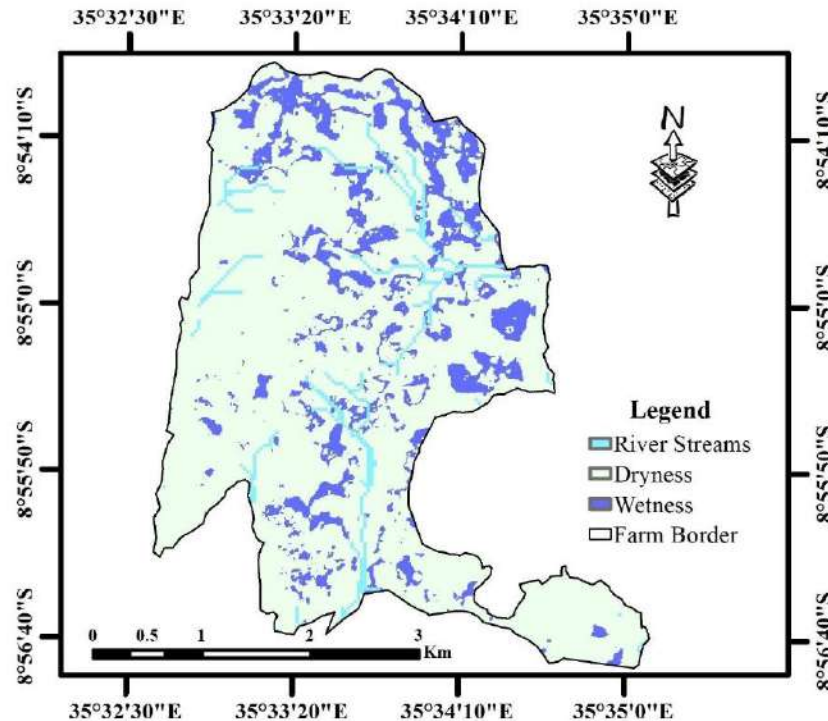 35°32'30"E 35°33'20"E 35°34'10"E 35°35'0"E
8°54'10"S 8°54'10"S
N
8°55'0"S 8°55'0"S
Legend
River Streams
Dryness
Wetness
Farm Border
8°55'50"S 8°55'50"S
8°56'40"S 8°56'40"S
0 0.5 1 2 3
Km
35°32'30"E 35°33'20"E 35°34'10"E 35°35'0"E